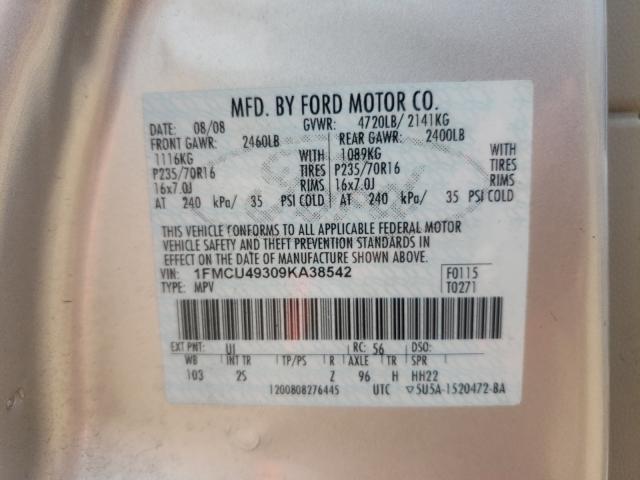 MFD. BY FORD MOTOR CO.
DATE: 08/08 GVWR: 4720LB/ 2141KG
FRONT GAWR: 2460LB REAR GAWR: 2400LB
1116KG WITH 1089KG WITH
P235/70R16 TIRES P235/70R16 TIRES
16x7.0J RIMS 16x7.0J RIMS
AT 240 kPa/ 35 PSI COLD AT 240 kPa/ 35 PSI COLD
THIS VEHICLE CONFORMS TO ALL APPLICABLE FEDERAL MOTOR
VEHICLE SAFETY AND THEFT PREVENTION STANDARDS IN
EFFECT ON THE DATE OF MANUFACTURE SHOWN ABOVE.
VIN: 1FMCU49309KA38542 F0115
TYPE: MPV T0271
EXT PNT: UI RC: 56 DSO:
WB INT TR TP/PS R AXLE TR SPR
103 2S Z 96 H HH22
1200808276445 UTC ▽5U5A-1520472-BA